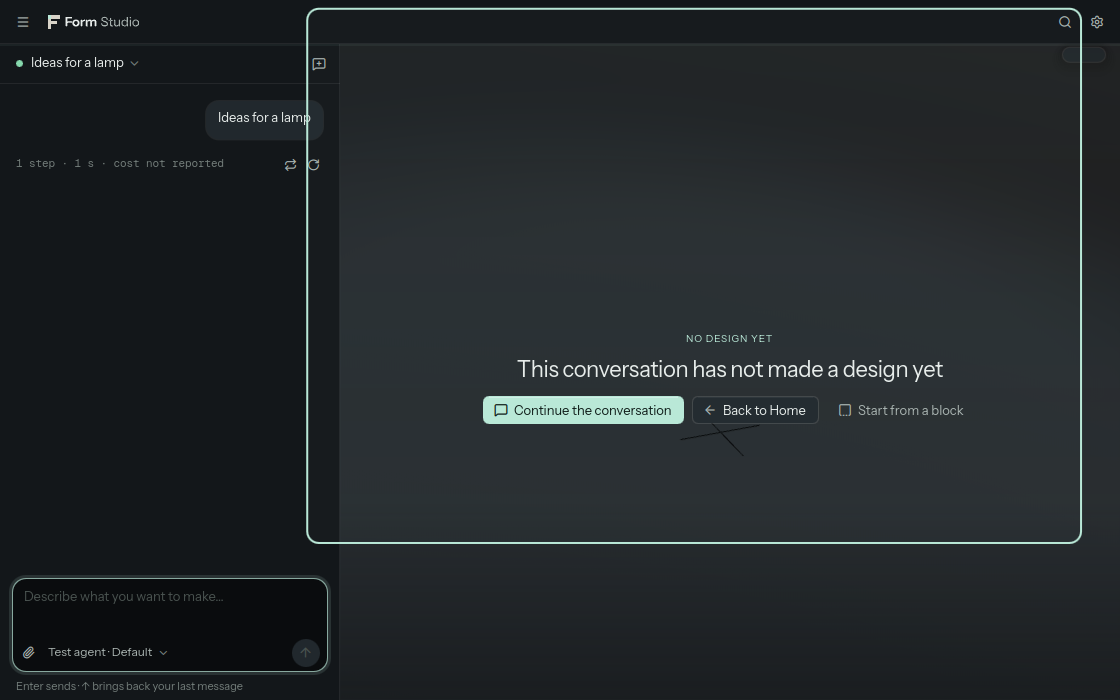 Form Studio
Ideas for a lamp
Ideas for a lamp
1 step · 1 s · cost not reported
NO DESIGN YET
This conversation has not made a design yet
Continue the conversation
Back to Home
Start from a block
Describe what you want to make...
Test agent · Default
Enter sends · ↑ brings back your last message